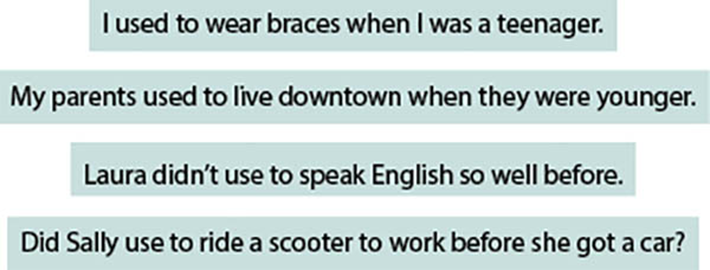 I used to wear braces when I was a teenager.
My parents used to live downtown when they were younger.
Laura didn't use to speak English so well before.
Did Sally use to ride a scooter to work before she got a car?